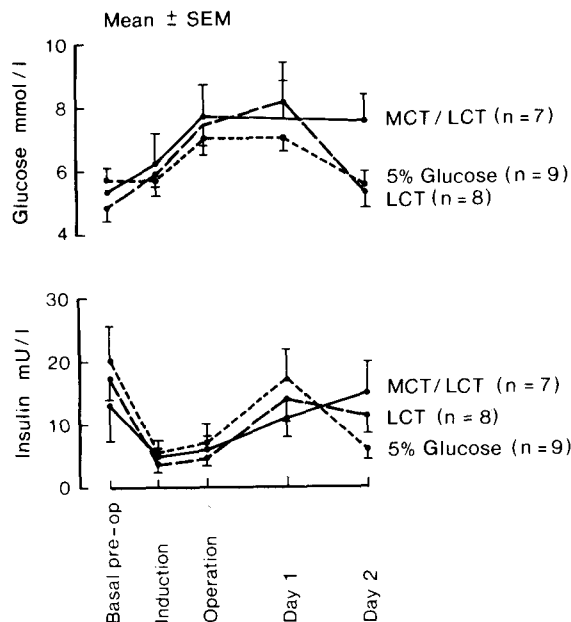 Mean ± SEM
Glucose mmol/l
10
8
6
4
MCT/LCT (n=7)
5% Glucose (n=9)
LCT (n=8)
Insulin mU/l
30
20
10
0
MCT/LCT (n=7)
LCT (n=8)
5% Glucose (n=9)
Basal pre-op
Induction
Operation
Day 1
Day 2